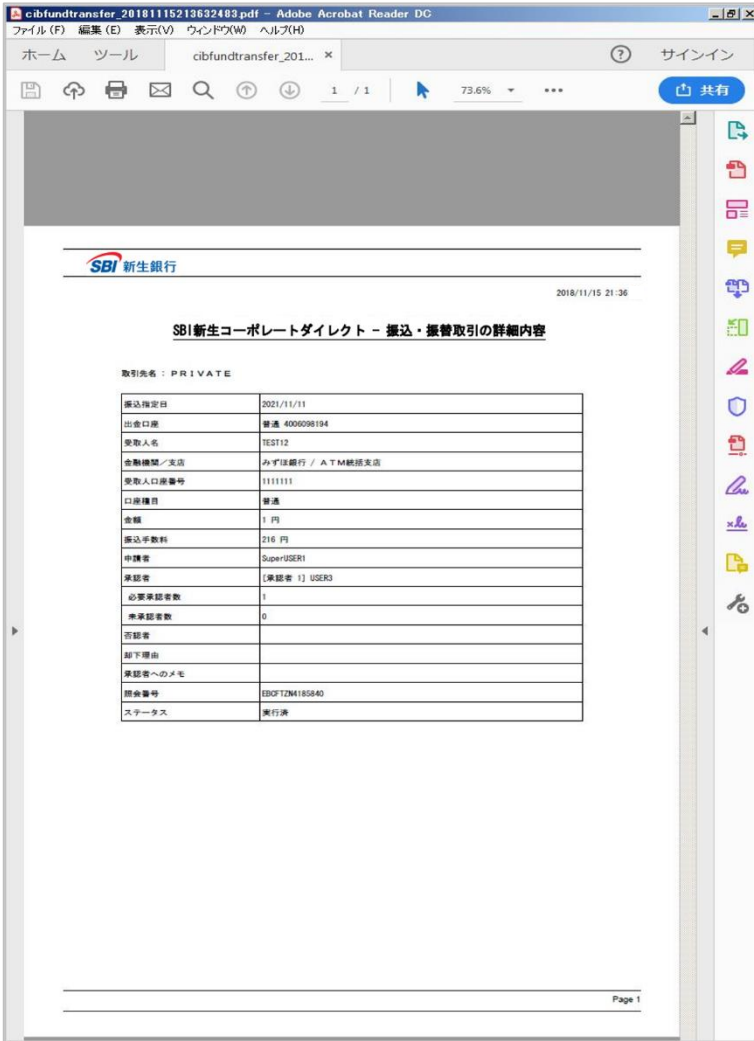 cibfundtransfer_20181115213632483.pdf - Adobe Acrobat Reader DC
ファイル(F) 編集(E) 表示(V) ウィンドウ(W) ヘルプ(H)
ホーム ツール cibfundtransfer_201... × ? サインイン
1 / 1 73.6% 共有
SBI 新生銀行
2018/11/15 21:36
SBI新生コーポレートダイレクト - 振込・振替取引の詳細内容
取引先名 : PRIVATE
振込指定日 2021/11/11
出金口座 普通 4006098194
受取人名 TEST12
金融機関/支店 みずほ銀行 / ATM統括支店
受取人口座番号 1111111
口座種目 普通
金額 1 円
振込手数料 216 円
申請者 SuperUSER1
承認者 [承認者 1] USER3
必要承認者数 1
未承認者数 0
否認者
却下理由
承認者へのメモ
照会番号 EBCFTZN4185840
ステータス 実行済
Page 1